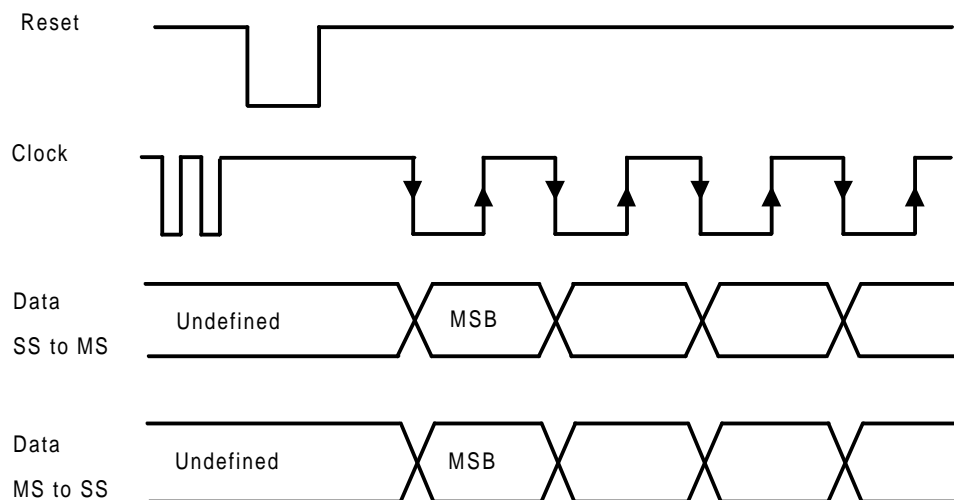 Reset
Clock
Data
SS to MS
Undefined
MSB
Data
MS to SS
Undefined
MSB